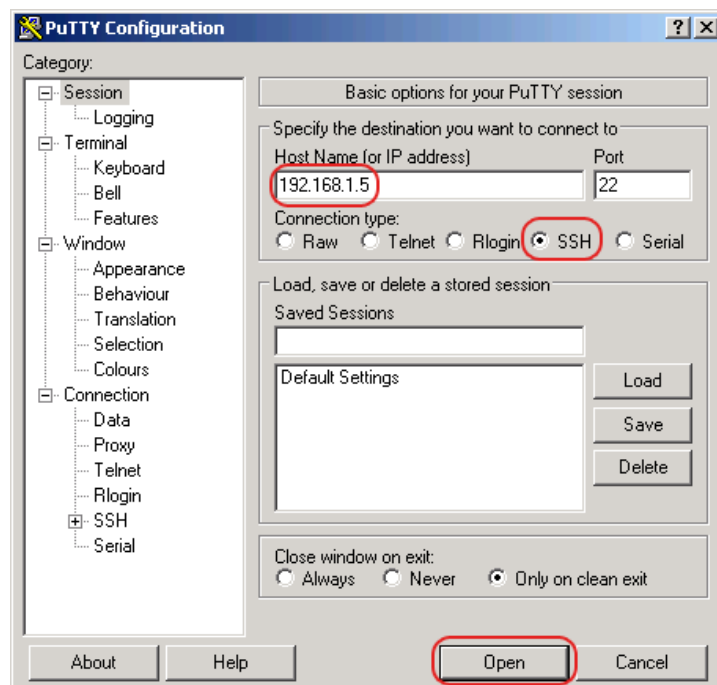 PuTTY Configuration
Category:
Session
Logging
Terminal
Keyboard
Bell
Features
Window
Appearance
Behaviour
Translation
Selection
Colours
Connection
Data
Proxy
Telnet
Rlogin
SSH
Serial
Basic options for your PuTTY session
Specify the destination you want to connect to
Host Name (or IP address) Port
192.168.1.5 22
Connection type:
Raw Telnet Rlogin SSH Serial
Load, save or delete a stored session
Saved Sessions
Default Settings
Load
Save
Delete
Close window on exit:
Always Never Only on clean exit
About Help Open Cancel